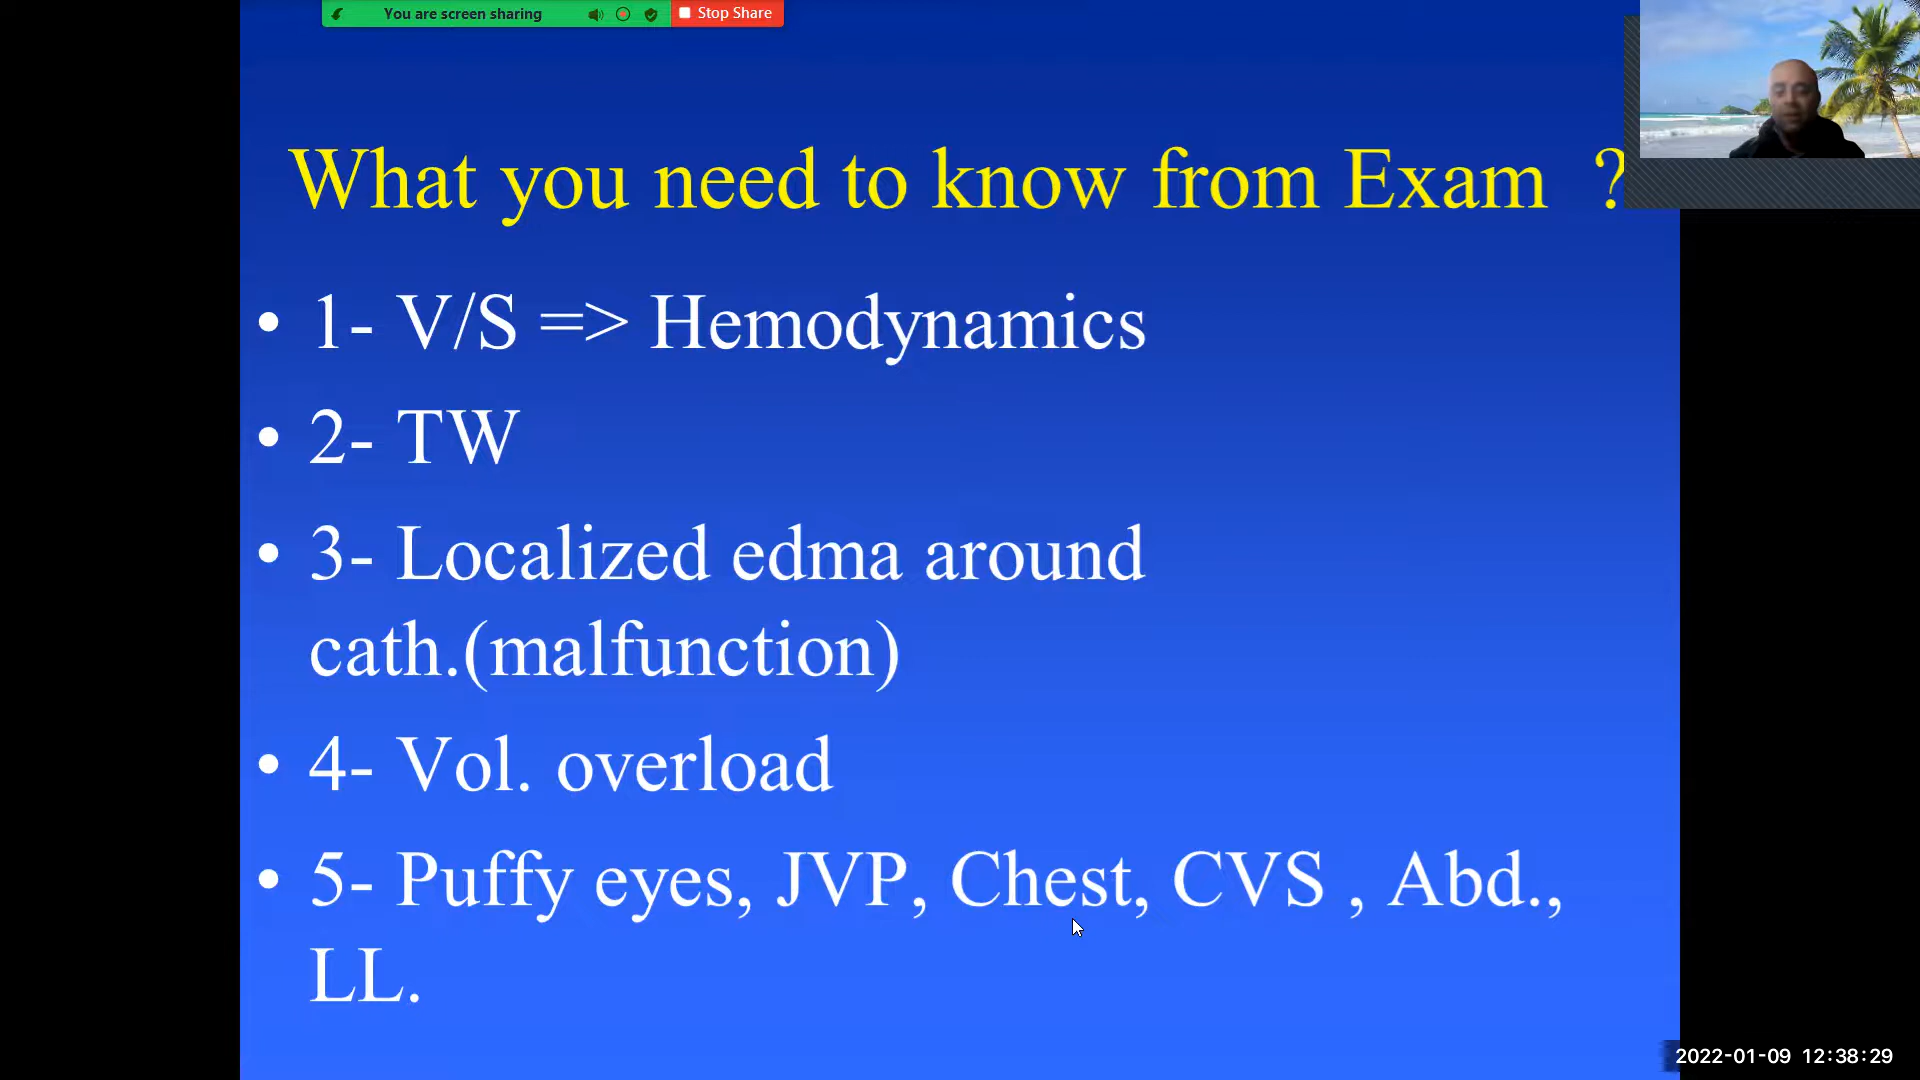 You are screen sharing
Stop Share
What you need to know from Exam ?
• 1- V/S => Hemodynamics
• 2- TW
• 3- Localized edma around
cath.(malfunction)
• 4- Vol. overload
• 5- Puffy eyes, JVP, Chest, CVS , Abd.,
LL.
2022-01-09 12:38:29